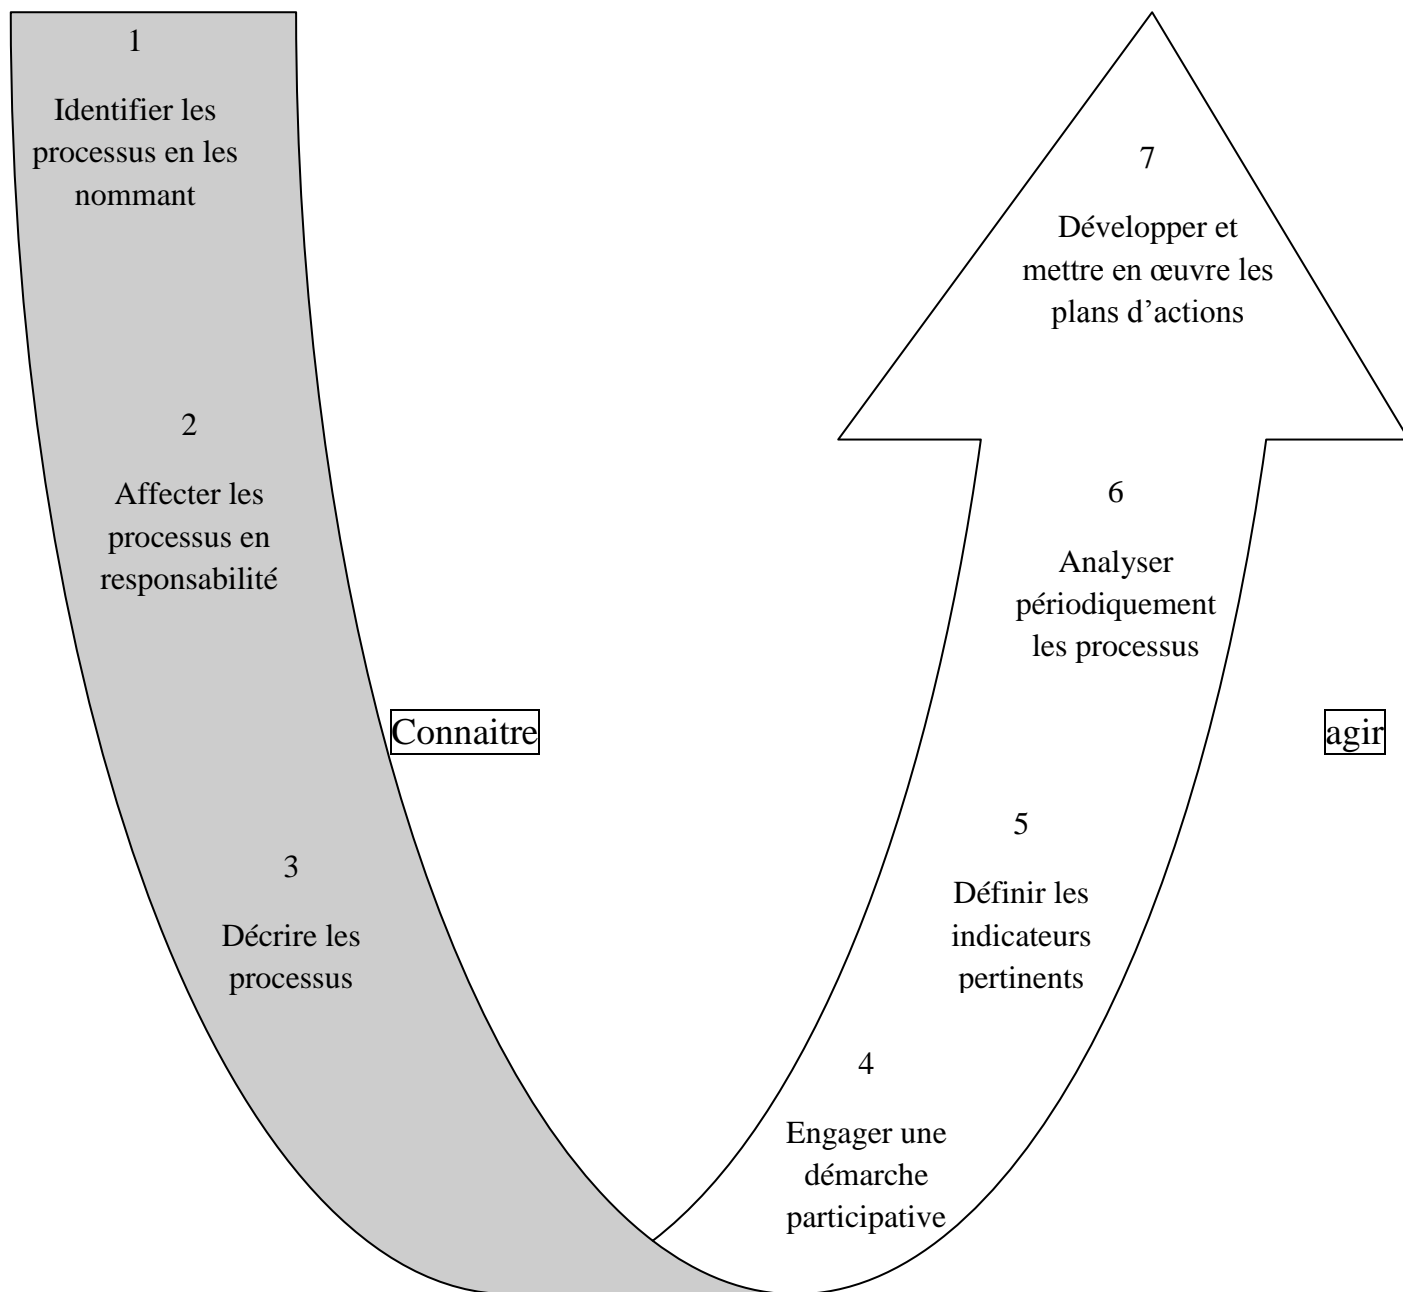 1
Identifier les
processus en les
nommant
2
Affecter les
processus en
responsabilité
3
Décrire les
processus
Connaitre
4
Engager une
démarche
participative
5
Définir les
indicateurs
pertinents
6
Analyser
périodiquement
les processus
7
Développer et
mettre en œuvre les
plans d’actions
agir